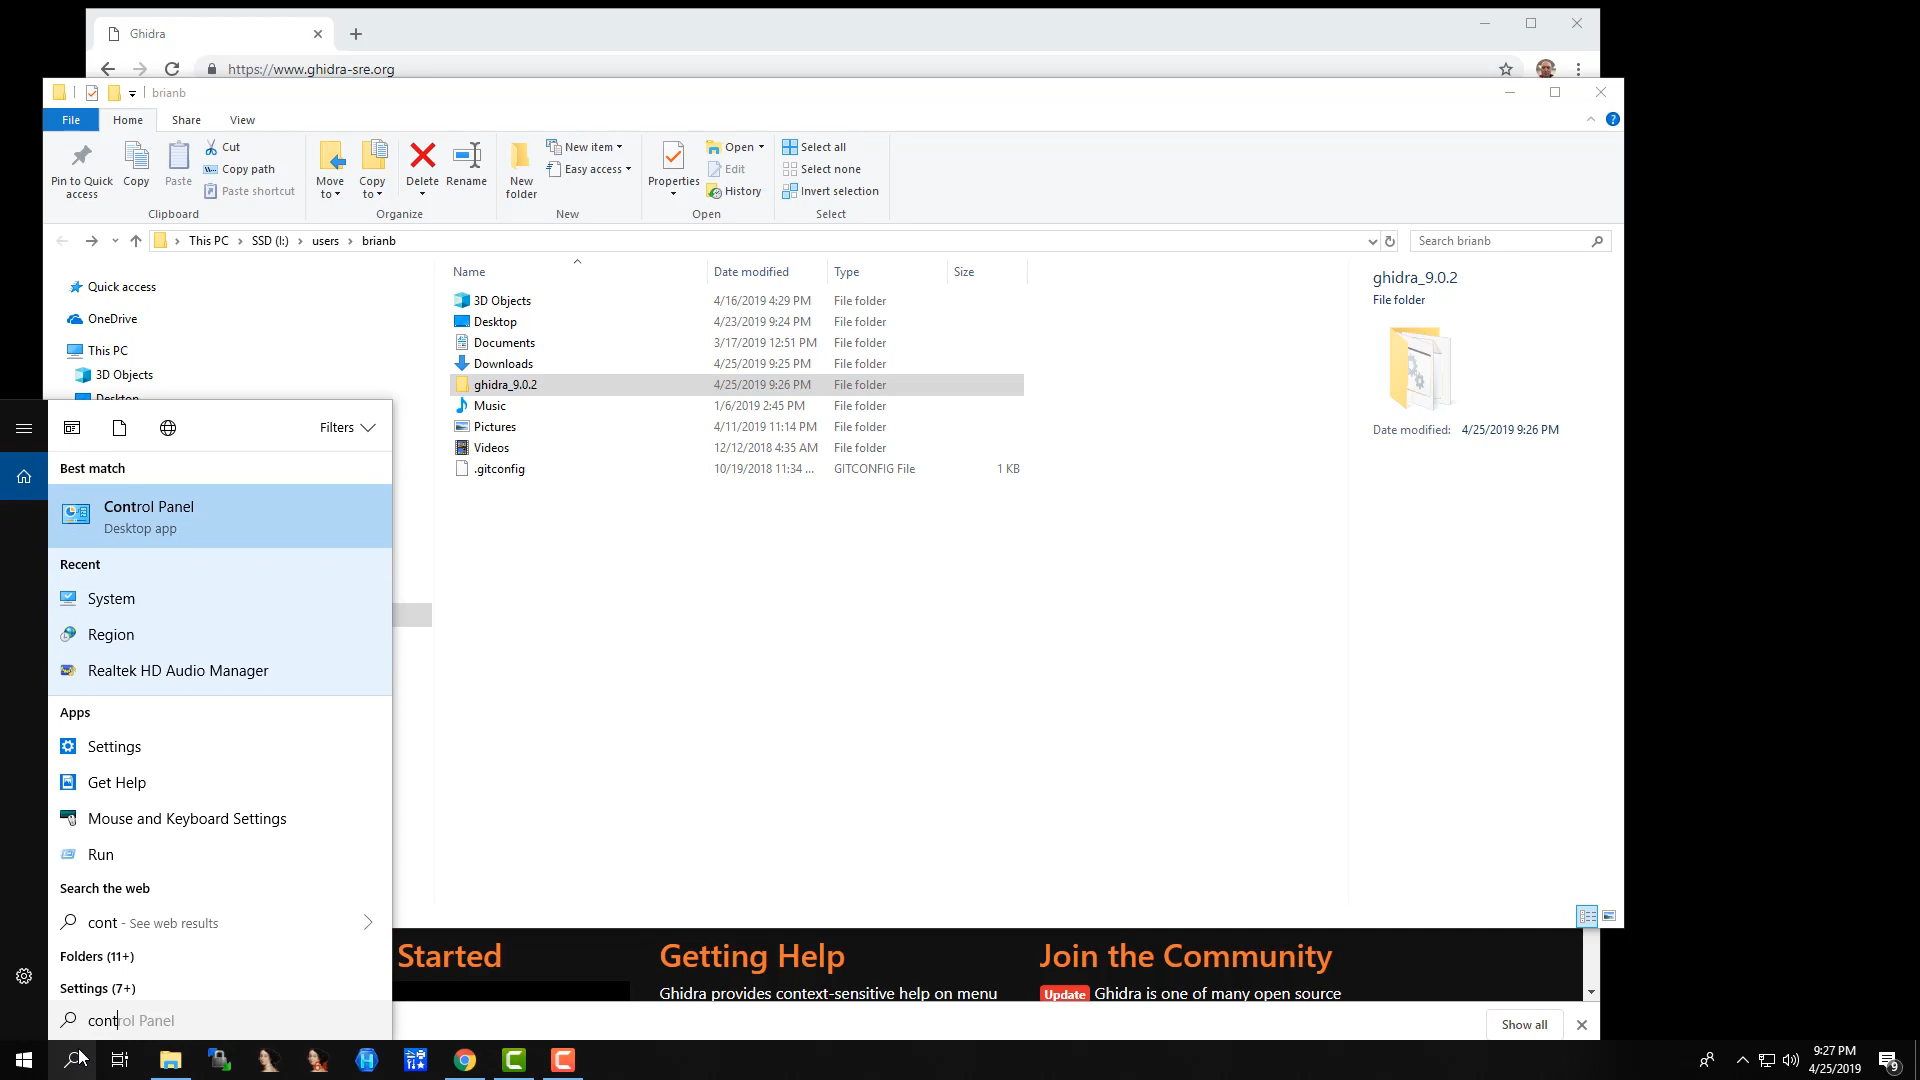 Ghidra
https://www.ghidra-sre.org
brianb
File
Home
Share
View
Pin to Quick access
Copy
Paste
Cut
Copy path
Paste shortcut
Clipboard
Move to
Copy to
Delete
Rename
Organize
New folder
New item
Easy access
New
Properties
Open
Edit
History
Open
Select all
Select none
Invert selection
Select
This PC > SSD (I:) > users > brianb
Search brianb
Name
Date modified
Type
Size
3D Objects 4/16/2019 4:29 PM File folder
Desktop 4/23/2019 9:24 PM File folder
Documents 3/17/2019 12:51 PM File folder
Downloads 4/25/2019 9:25 PM File folder
ghidra_9.0.2 4/25/2019 9:26 PM File folder
Music 1/6/2019 2:45 PM File folder
Pictures 4/11/2019 11:14 PM File folder
Videos 12/12/2018 4:35 AM File folder
.gitconfig 10/19/2018 11:34 ... GITCONFIG File 1 KB
Quick access
OneDrive
This PC
3D Objects
Desktop
ghidra_9.0.2
File folder
Date modified: 4/25/2019 9:26 PM
Filters
Best match
Control Panel
Desktop app
Recent
System
Region
Realtek HD Audio Manager
Apps
Settings
Get Help
Mouse and Keyboard Settings
Run
Search the web
cont - See web results
Folders (11+)
Settings (7+)
control Panel
Started
Getting Help
Join the Community
Ghidra provides context-sensitive help on menu
Update Ghidra is one of many open source
Show all
9:27 PM
4/25/2019
9